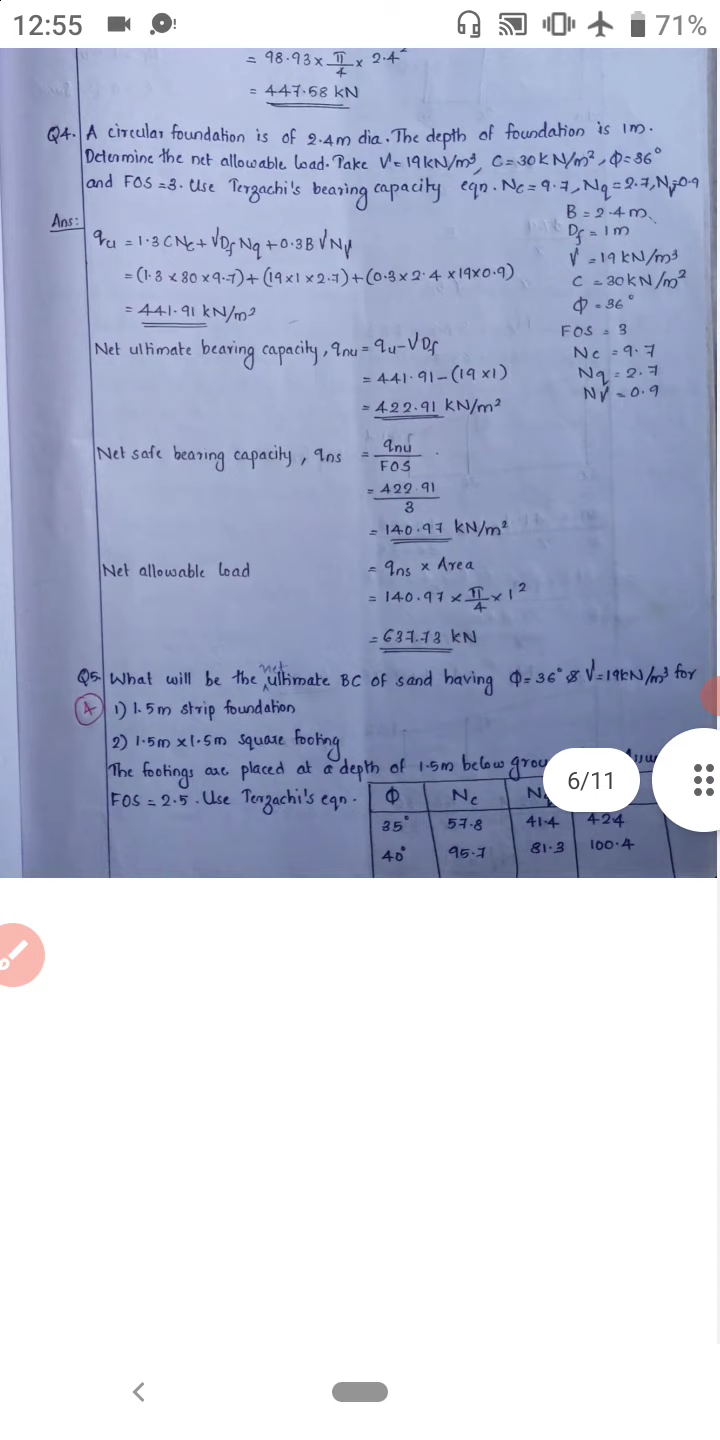 12:55
71%
= 98.93 × π/4 × 2.4²
= 447.58 kN
Q4. A circular foundation is of 2.4m dia. The depth of foundation is 1m.
Determine the net allowable load. Take γ = 19kN/m³, C = 30kN/m², ϕ = 36°
and FOS = 3. Use Terzachi's bearing capacity eqn. Nc = 9.7, Nq = 2.7, Nγ=0.9
Ans:
B = 2.4m
Df = 1m
γ = 19kN/m³
C = 30kN/m²
ϕ = 36°
FOS = 3
Nc = 9.7
Nq = 2.7
Nγ = 0.9
qu = 1.3CNc + γDf Nq + 0.3BγNγ
= (1.3 × 30 × 9.7) + (19×1×2.7) + (0.3×2.4×19×0.9)
= 441.91 kN/m²
Net ultimate bearing capacity, qnu = qu - γDf
= 441.91 - (19×1)
= 422.91 kN/m²
Net safe bearing capacity, qns = qnu/FOS
= 422.91/3
= 140.97 kN/m²
Net allowable load = qns × Area
= 140.97 × π/4 × 1²
= 637.73 kN
Q5. What will be the net ultimate BC of sand having ϕ = 36° & γ = 19kN/m³ for
A 1) 1.5m strip foundation
2) 1.5m × 1.5m square footing
The footings are placed at a depth of 1.5m below
FOS = 2.5. Use Terzachi's eqn.
6/11
ϕ Nc
35° 57.8 41.4 42.4
40° 95.7 81.3 100.4